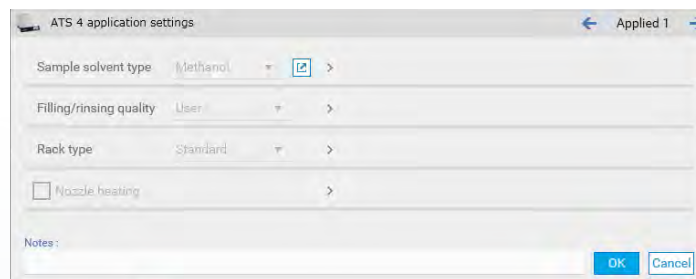 ATS 4 application settings
Applied 1
Sample solvent type Methanol
Filling/rinsing quality User
Rack type Standard
Nozzle heating
Notes :
OK Cancel